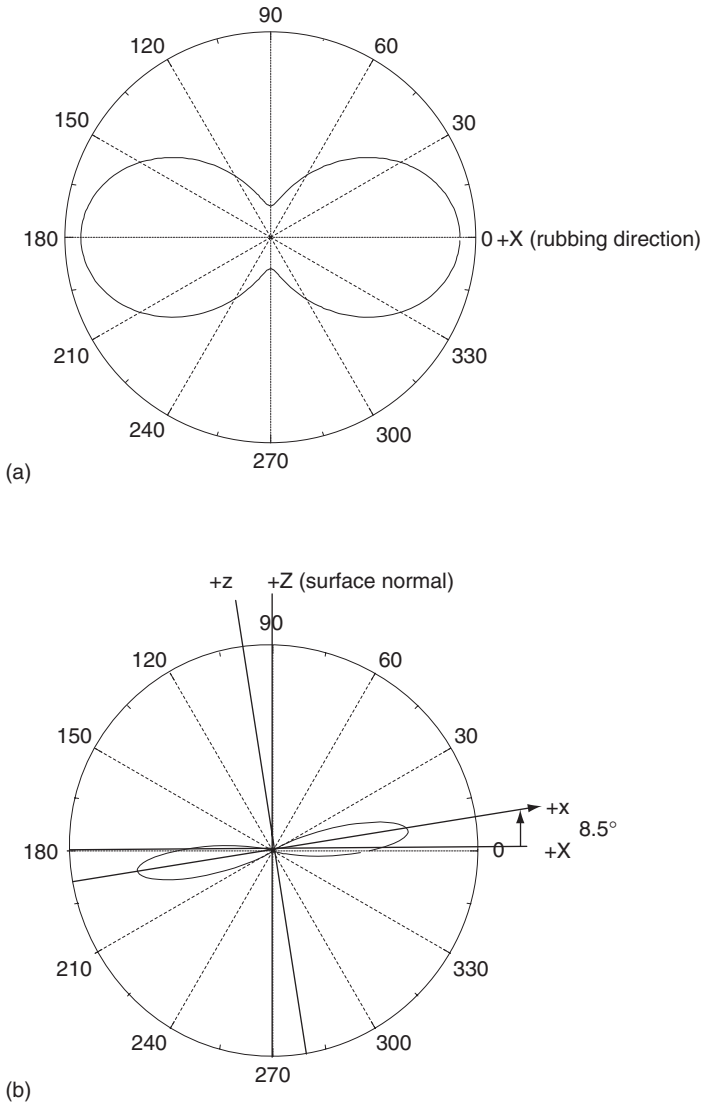 90
120 60
150 30
180 0 +X (rubbing direction)
210 330
240 300
270
(a)
+z +Z (surface normal)
90
120 60
150 30
+x
8.5°
180 0 +X
210 330
240 300
270
(b)